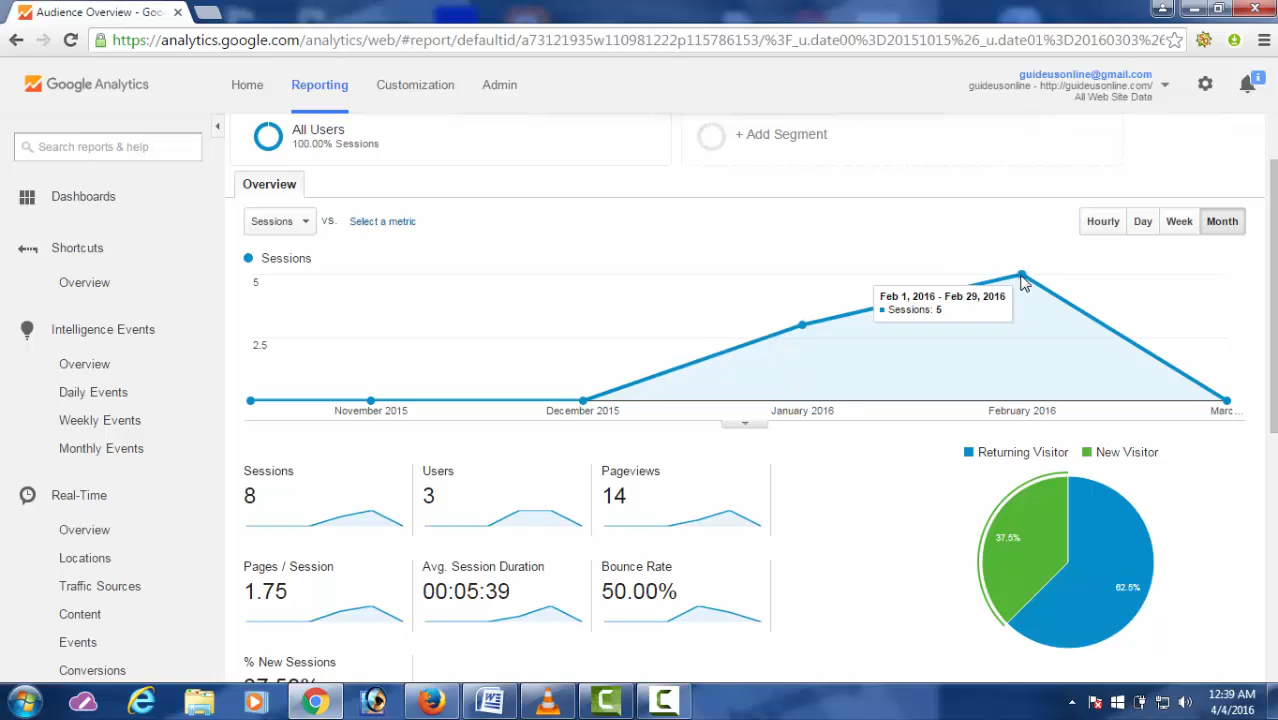 Audience Overview - Goo
https://analytics.google.com/analytics/web/#report/defaultid/a73121935w110981222p115786153/%3F_u.date00%3D20151015%26_u.date01%3D20160303%26
Google Analytics
Home
Reporting
Customization
Admin
guideusonline@gmail.com
guideusonline - http://guideusonline.com/
All Web Site Data
Search reports & help
Dashboards
Shortcuts
Overview
Intelligence Events
Overview
Daily Events
Weekly Events
Monthly Events
Real-Time
Overview
Locations
Traffic Sources
Content
Events
Conversions
All Users
100.00% Sessions
+ Add Segment
Overview
Sessions
VS.
Select a metric
Hourly
Day
Week
Month
Sessions
5
2.5
Feb 1, 2016 - Feb 29, 2016
Sessions: 5
November 2015
December 2015
January 2016
February 2016
Marc...
Sessions
8
Users
3
Pageviews
14
Pages / Session
1.75
Avg. Session Duration
00:05:39
Bounce Rate
50.00%
% New Sessions
Returning Visitor
New Visitor
37.5%
62.5%
12:39 AM
4/4/2016